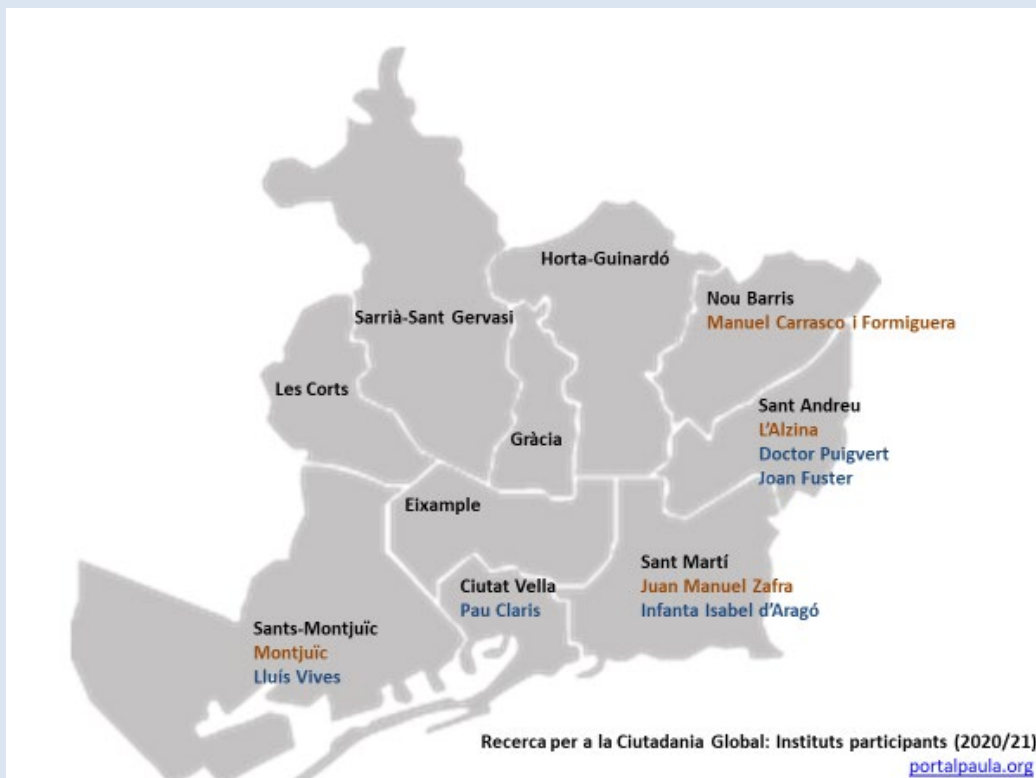 Horta-Guinardó
Nou Barris
Manuel Carrasco i Formiguera
Sarrià-Sant Gervasi
Les Corts
Sant Andreu
L'Alzina
Doctor Puigvert
Joan Fuster
Gràcia
Eixample
Sant Martí
Juan Manuel Zafra
Infanta Isabel d'Aragó
Ciutat Vella
Pau Claris
Sants-Montjuïc
Montjuïc
Lluís Vives
Recerca per a la Ciutadania Global: Instituts participants (2020/21)
portalpaula.org